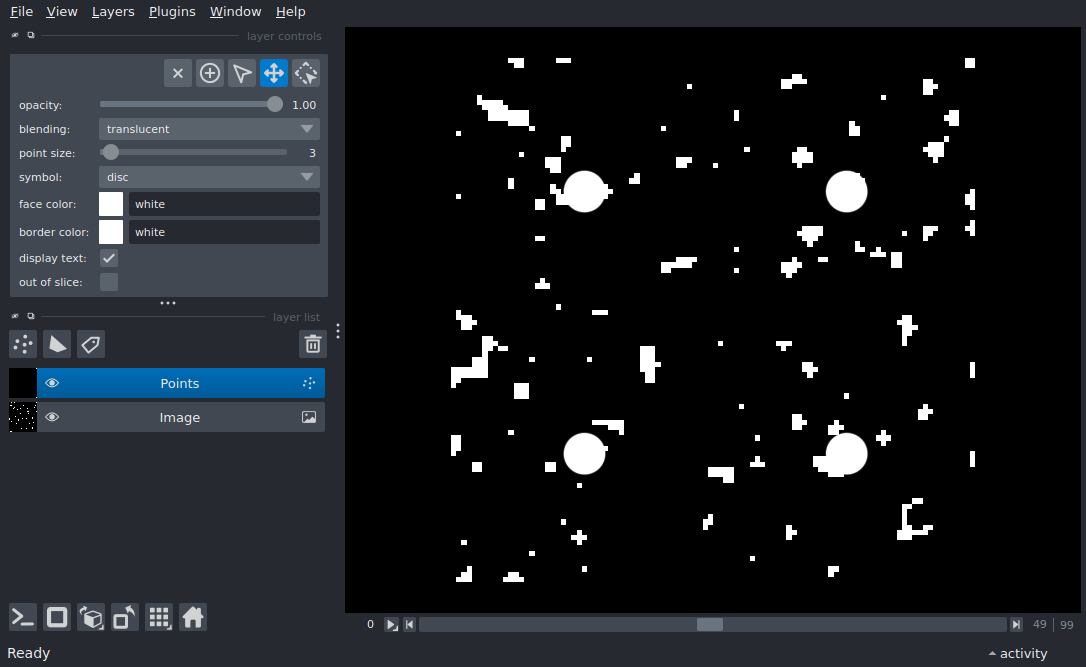 File View Layers Plugins Window Help
layer controls
opacity: 1.00
blending: translucent
point size: 3
symbol: disc
face color: white
border color: white
display text:
out of slice:
layer list
Points
Image
0 49 99
Ready activity